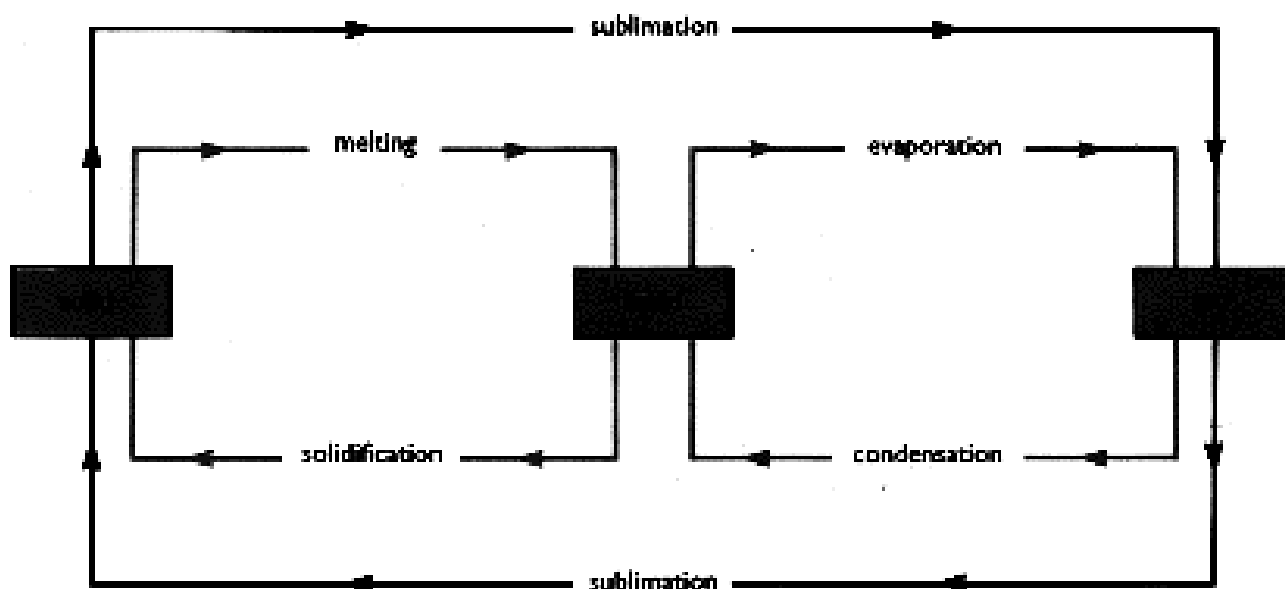 sublimation
melting
evaporation
solidification
condensation
sublimation